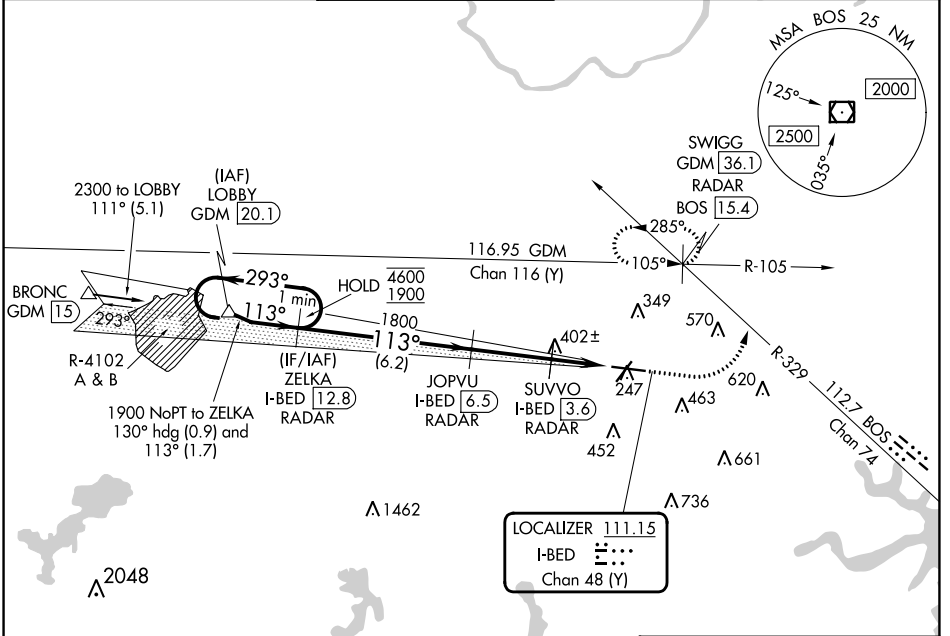 MSA BOS 25 NM
125°
2000
2500
035°
SWIGG
GDM 36.1
RADAR
BOS 15.4
(IAF)
LOBBY
GDM 20.1
2300 to LOBBY
111° (5.1)
285°
105°
116.95 GDM
Chan 116 (Y)
R-105
BRONC
GDM 15
293°
293°
1 min
113°
HOLD
4600
1900
1800
113°
(6.2)
349
570
402±
R-4102
A & B
(IF/IAF)
ZELKA
I-BED 12.8
RADAR
JOPVU
I-BED 6.5
RADAR
SUVVO
I-BED 3.6
RADAR
247
463
620
R-329
112.7 BOS
Chan 74
1900 NoPT to ZELKA
130° hdg (0.9) and
113° (1.7)
452
661
736
1462
LOCALIZER 111.15
I-BED
Chan 48 (Y)
2048